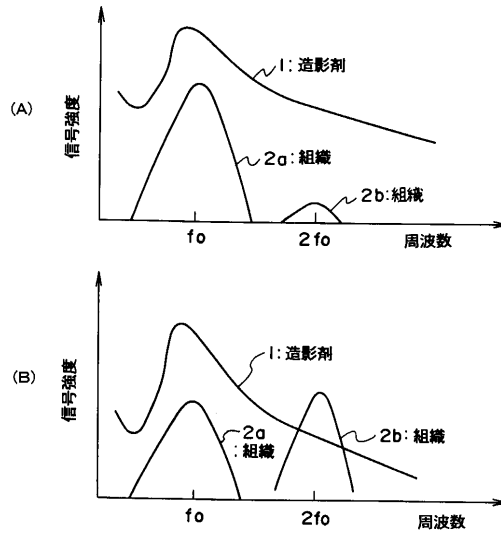 (A)
信号強度
1:造影剤
2a:組織
2b:組織
fo
2fo
周波数
(B)
信号強度
1:造影剤
2a
:組織
2b:組織
fo
2fo
周波数